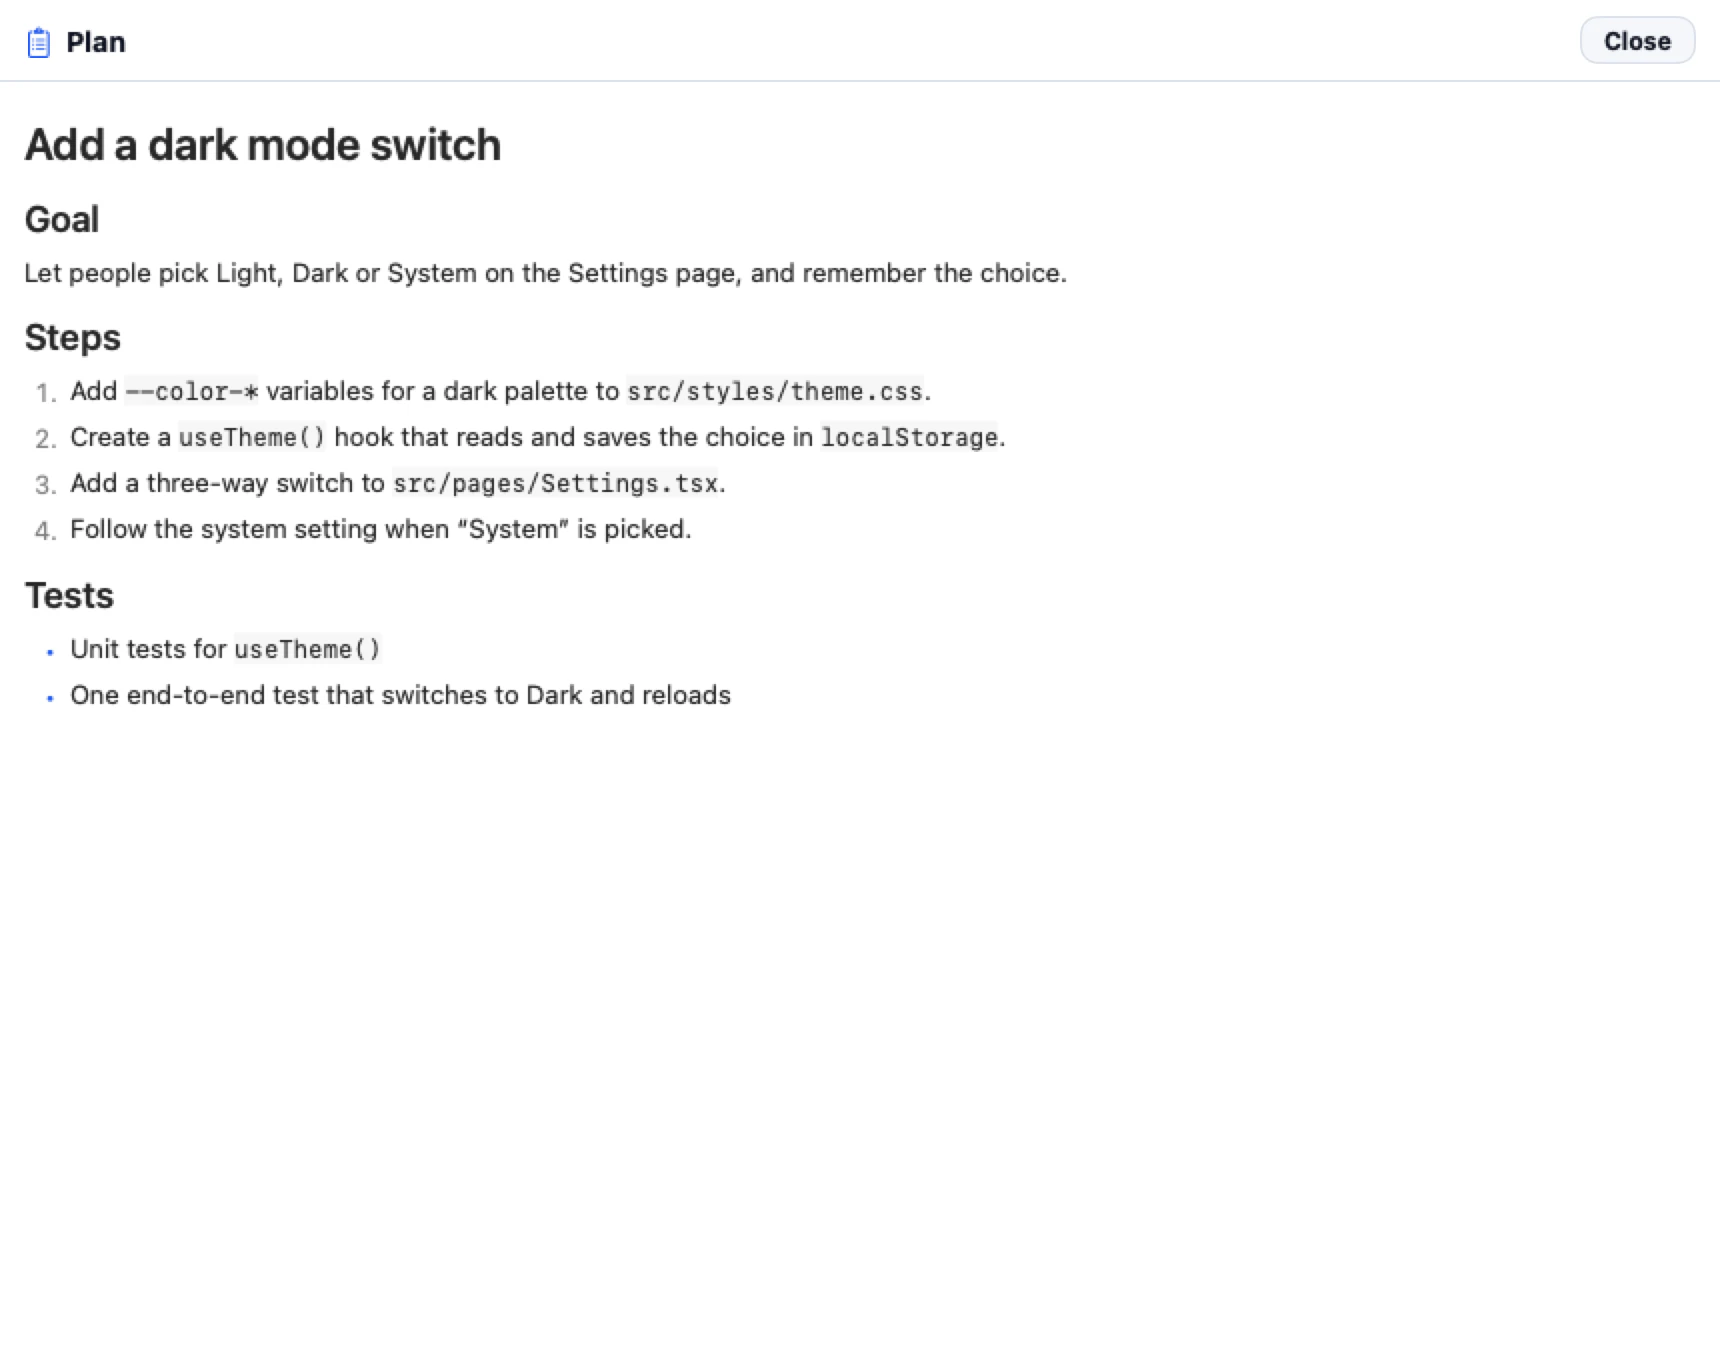 Plan
Close
Add a dark mode switch
Goal
Let people pick Light, Dark or System on the Settings page, and remember the choice.
Steps
1. Add --color-* variables for a dark palette to src/styles/theme.css.
2. Create a useTheme() hook that reads and saves the choice in localStorage.
3. Add a three-way switch to src/pages/Settings.tsx.
4. Follow the system setting when “System” is picked.
Tests
• Unit tests for useTheme()
• One end-to-end test that switches to Dark and reloads